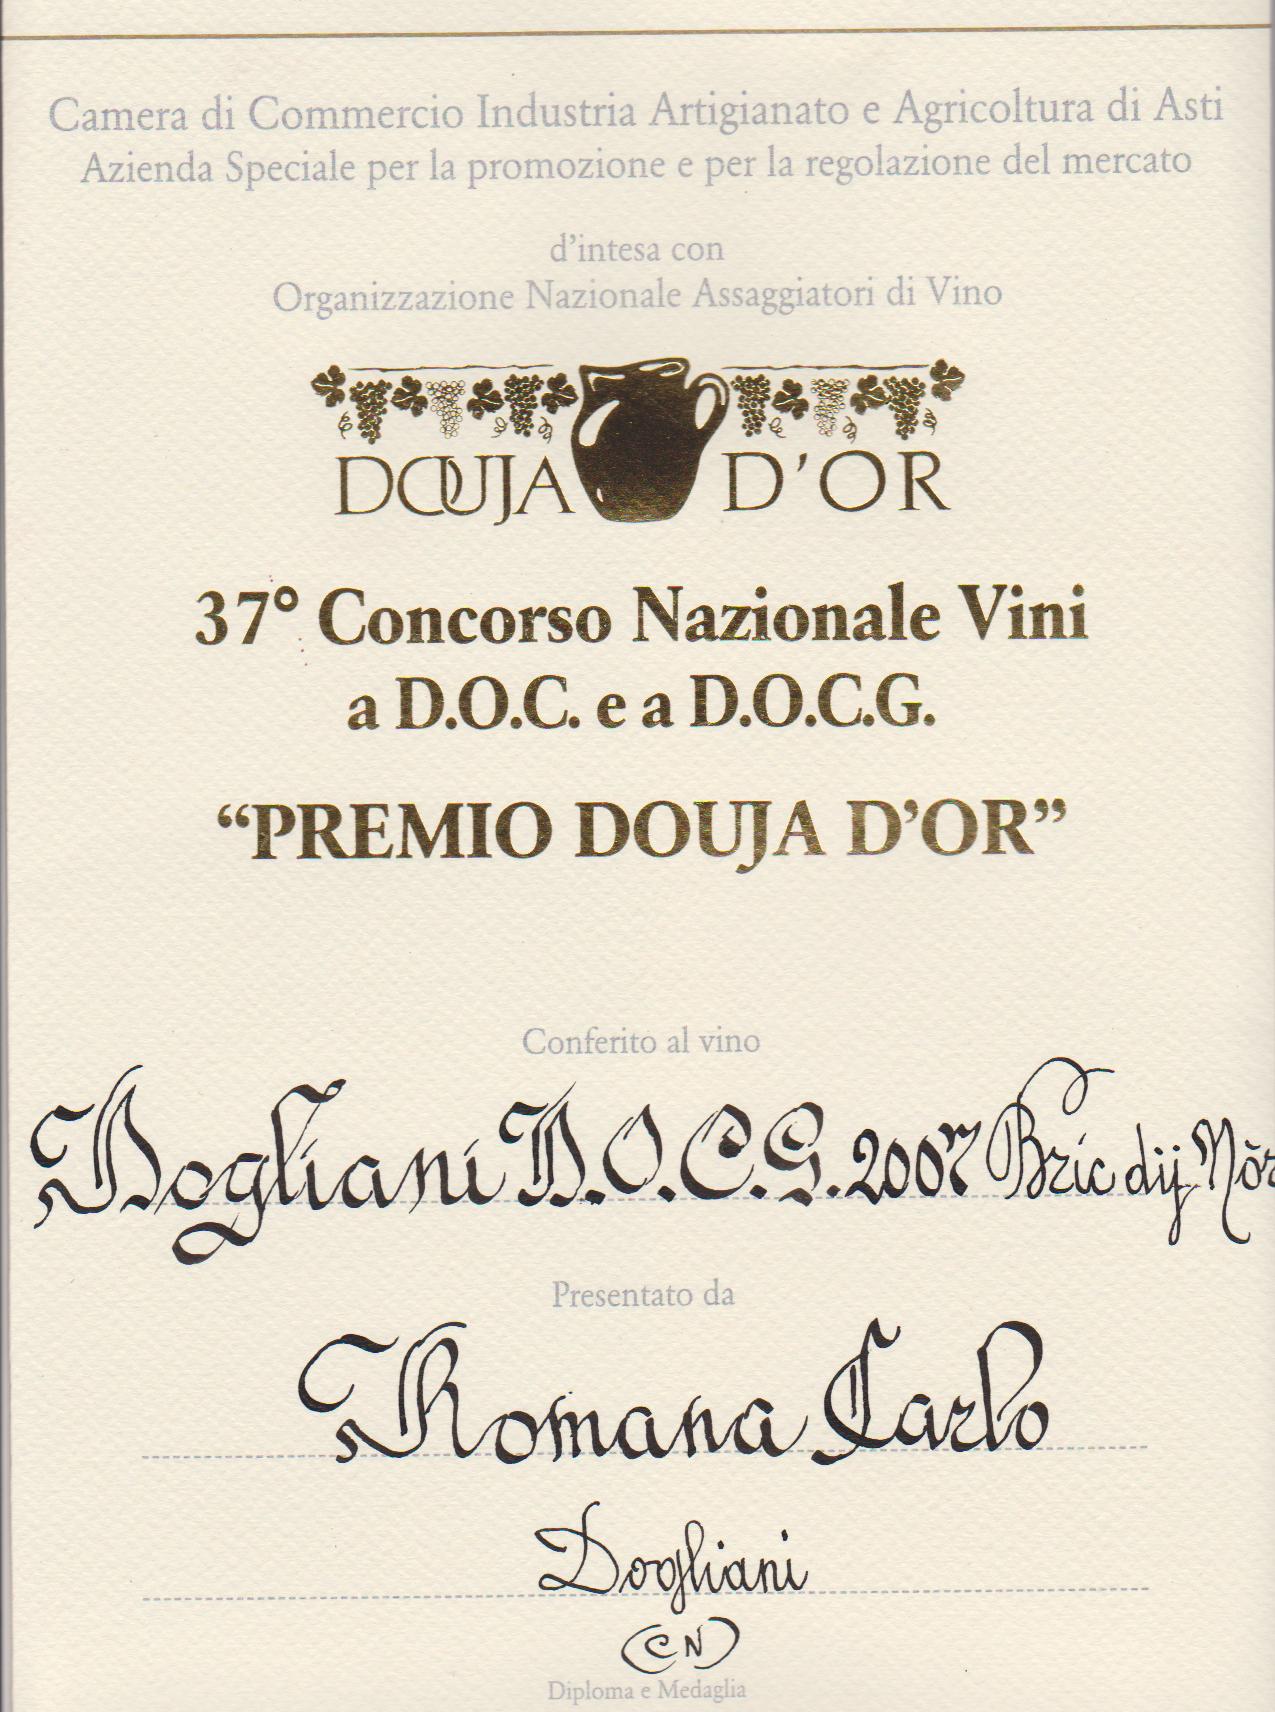 Camera di Commercio Industria Artigianato e Agricoltura di Asti
Azienda Speciale per la promozione e per la regolazione del mercato
d'intesa con
Organizzazione Nazionale Assaggiatori di Vino
DOUJA D'OR
37° Concorso Nazionale Vini
a D.O.C. e a D.O.C.G.
“PREMIO DOUJA D'OR”
Conferito al vino
Dogliani D.O.C.G. 2007 Bric dij
Presentato da
Romana Carlo
Dogliani
(CN)
Diploma e Medaglia